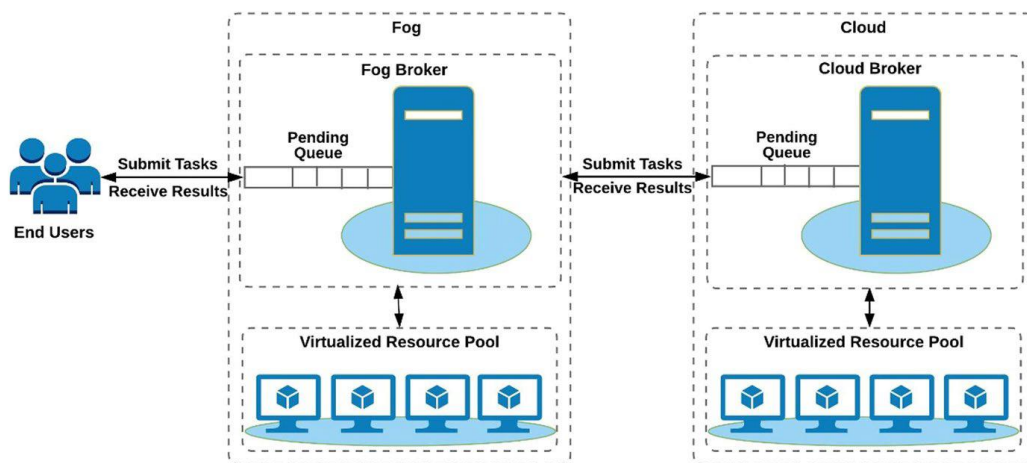 Fog
Cloud
Fog Broker
Cloud Broker
Pending
Queue
Pending
Queue
Submit Tasks
Receive Results
Submit Tasks
Receive Results
End Users
Virtualized Resource Pool
Virtualized Resource Pool